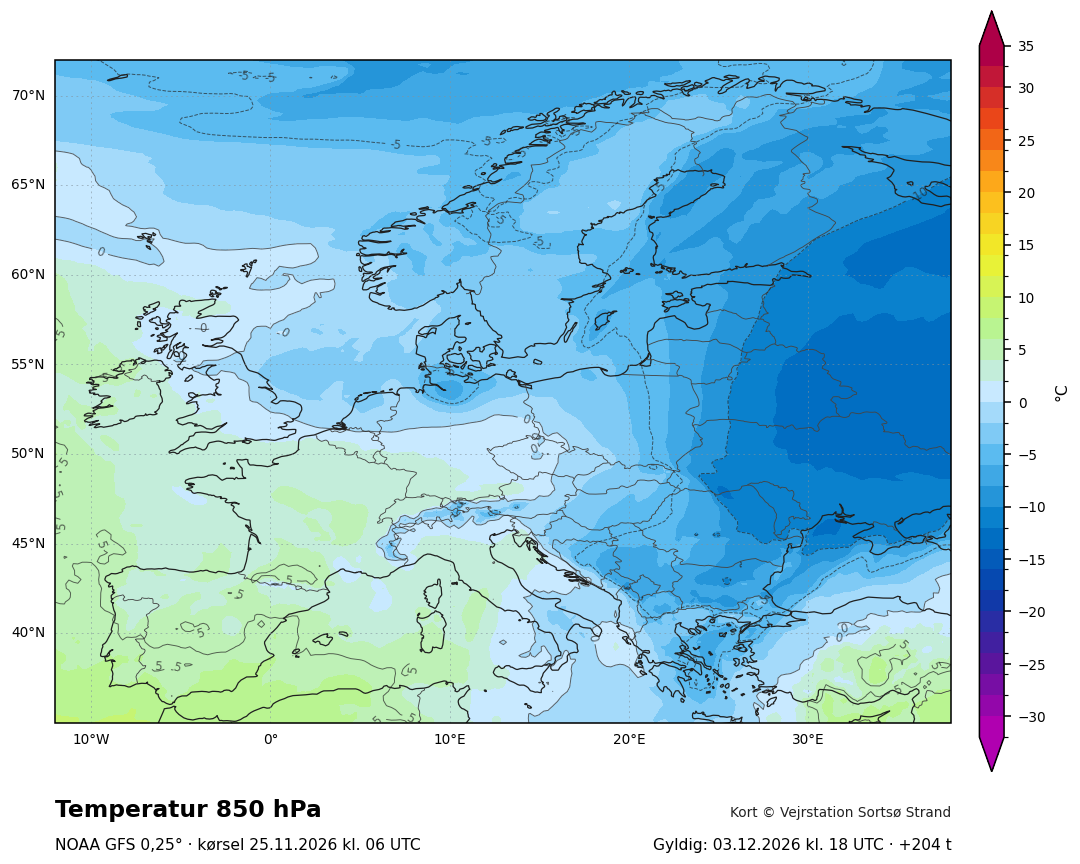 70°N
65°N
60°N
55°N
50°N
45°N
40°N
10°W
0°
10°E
20°E
30°E
35
30
25
20
15
10
5
0
−5
−10
−15
−20
−25
−30
°C
Temperatur 850 hPa
Kort © Vejrstation Sortsø Strand
NOAA GFS 0,25° · kørsel 25.11.2026 kl. 06 UTC
Gyldig: 03.12.2026 kl. 18 UTC · +204 t